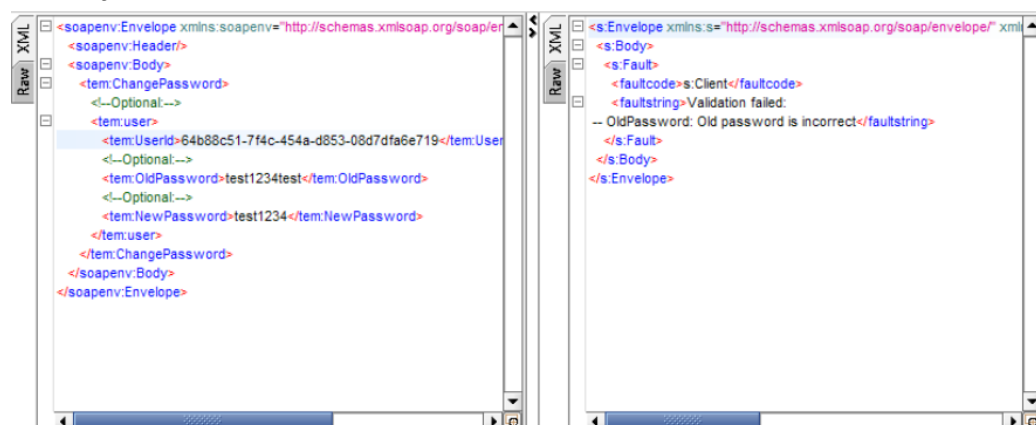 XML
Raw
<soapenv:Envelope xmlns:soapenv="http://schemas.xmlsoap.org/soap/er
<soapenv:Header/>
<soapenv:Body>
<tem:ChangePassword>
<!--Optional:-->
<tem:user>
<tem:UserId>64b88c51-7f4c-454a-d853-08d7dfa6e719</tem:User
<!--Optional:-->
<tem:OldPassword>test1234test</tem:OldPassword>
<!--Optional:-->
<tem:NewPassword>test1234</tem:NewPassword>
</tem:user>
</tem:ChangePassword>
</soapenv:Body>
</soapenv:Envelope>
XML
Raw
<s:Envelope xmlns:s="http://schemas.xmlsoap.org/soap/envelope/" xml
<s:Body>
<s:Fault>
<faultcode>s:Client</faultcode>
<faultstring>Validation failed:
-- OldPassword: Old password is incorrect</faultstring>
</s:Fault>
</s:Body>
</s:Envelope>